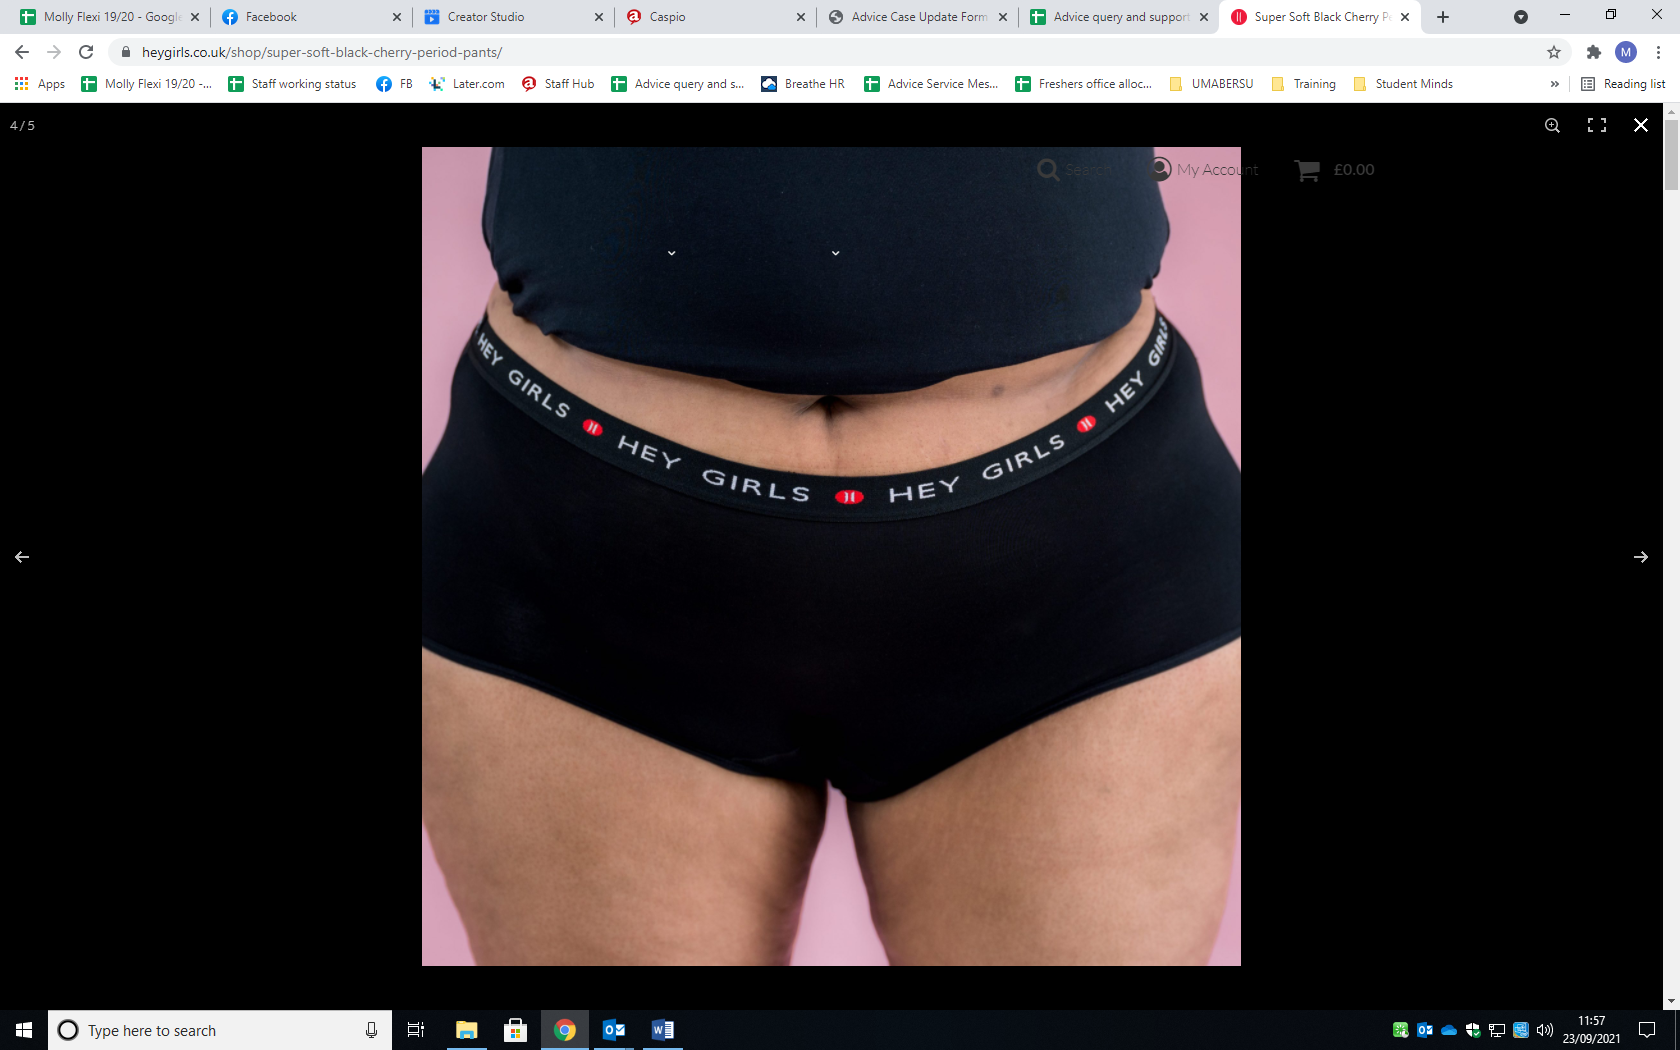 Molly Flexi 19/20 - Google
Facebook
Creator Studio
Caspio
Advice Case Update Form
Advice query and support
Super Soft Black Cherry Pe
heygirls.co.uk/shop/super-soft-black-cherry-period-pants/
M
Apps
Molly Flexi 19/20 -...
Staff working status
FB
Later.com
Staff Hub
Advice query and s...
Breathe HR
Advice Service Mes...
Freshers office alloc...
UMABERSU
Training
Student Minds
»
Reading list
4 / 5
Search
My Account
£0.00
HEY GIRLS HEY GIRLS HEY GIRLS HEY GIRLS
Type here to search
11:57
23/09/2021